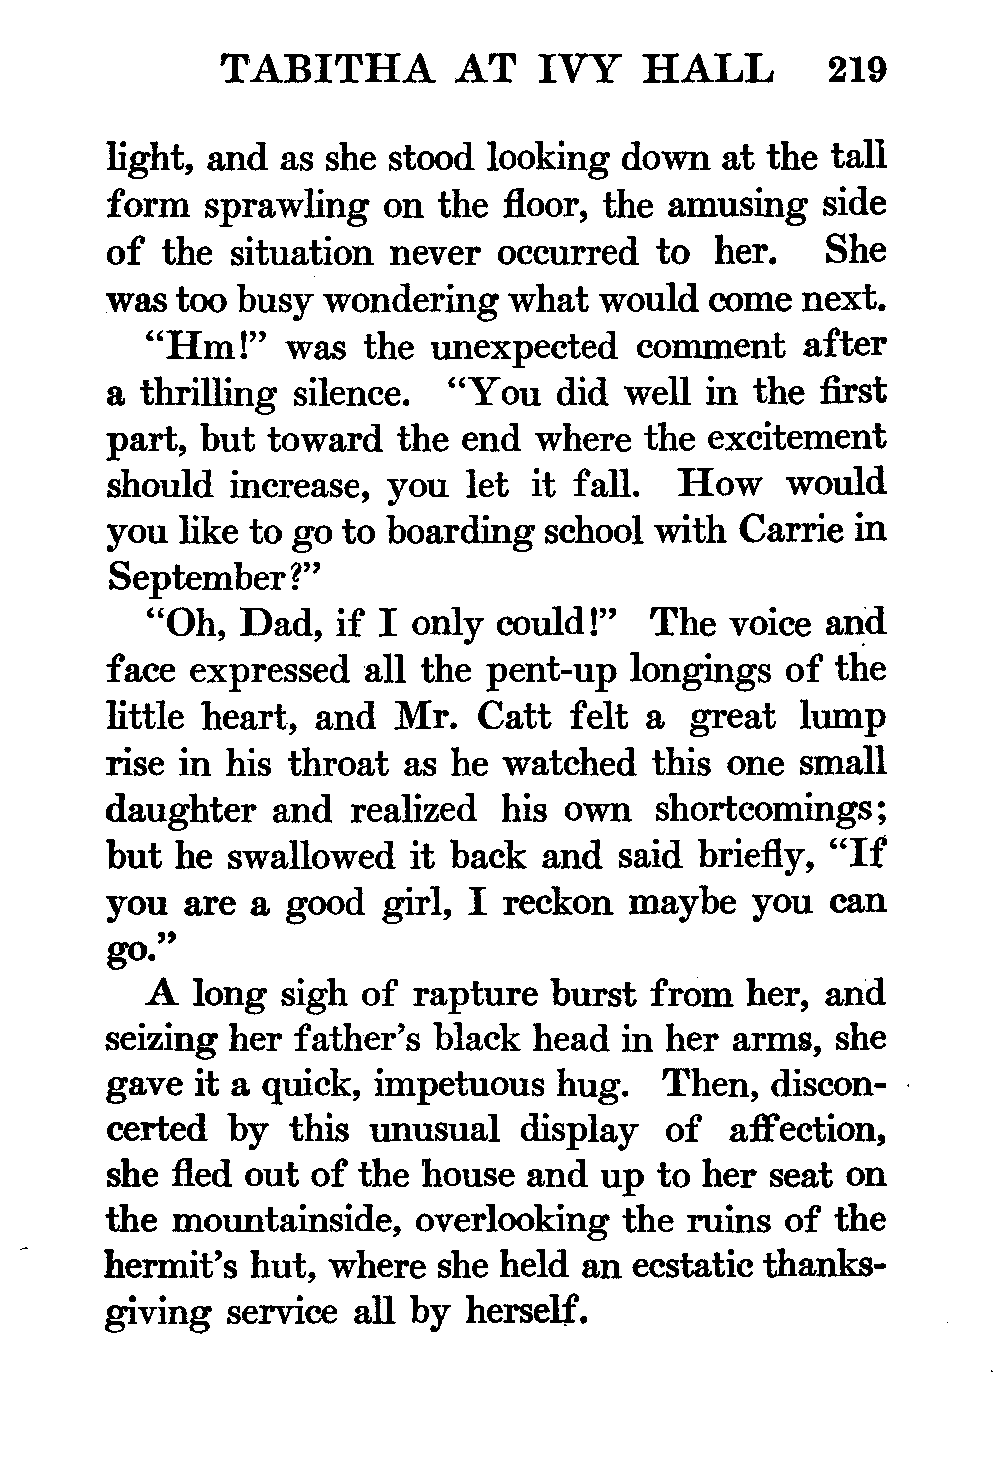 TABITHA AT IVY HALL 219
light, and as she stood looking down at the tall
form sprawling on the floor, the amusing side
of the situation never occurred to her. She
was too busy wondering what would come next.
“Hm!” was the unexpected comment after
a thrilling silence. “You did well in the first
part, but toward the end where the excitement
should increase, you let it fall. How would
you like to go to boarding school with Carrie in
September?”
“Oh, Dad, if I only could!” The voice and
face expressed all the pent-up longings of the
little heart, and Mr. Catt felt a great lump
rise in his throat as he watched this one small
daughter and realized his own shortcomings;
but he swallowed it back and said briefly, “If
you are a good girl, I reckon maybe you can
go.”
A long sigh of rapture burst from her, and
seizing her father’s black head in her arms, she
gave it a quick, impetuous hug. Then, discon-
certed by this unusual display of affection,
she fled out of the house and up to her seat on
the mountainside, overlooking the ruins of the
hermit’s hut, where she held an ecstatic thanks-
giving service all by herself.